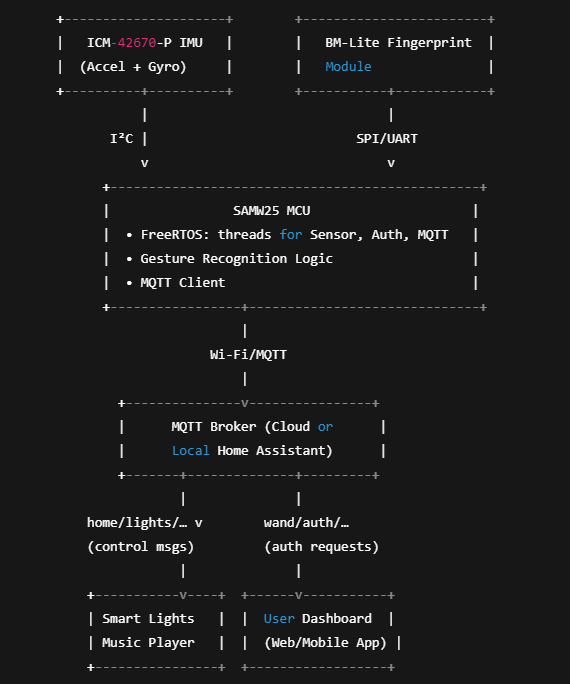 ICM-42670-P IMU BM-Lite Fingerprint
(Accel + Gyro) Module
I²C SPI/UART
v v
SAMW25 MCU
• FreeRTOS: threads for Sensor, Auth, MQTT
• Gesture Recognition Logic
• MQTT Client
Wi-Fi/MQTT
v
MQTT Broker (Cloud or
Local Home Assistant)
home/lights/… v wand/auth/…
(control msgs) (auth requests)
v v
Smart Lights User Dashboard
Music Player (Web/Mobile App)